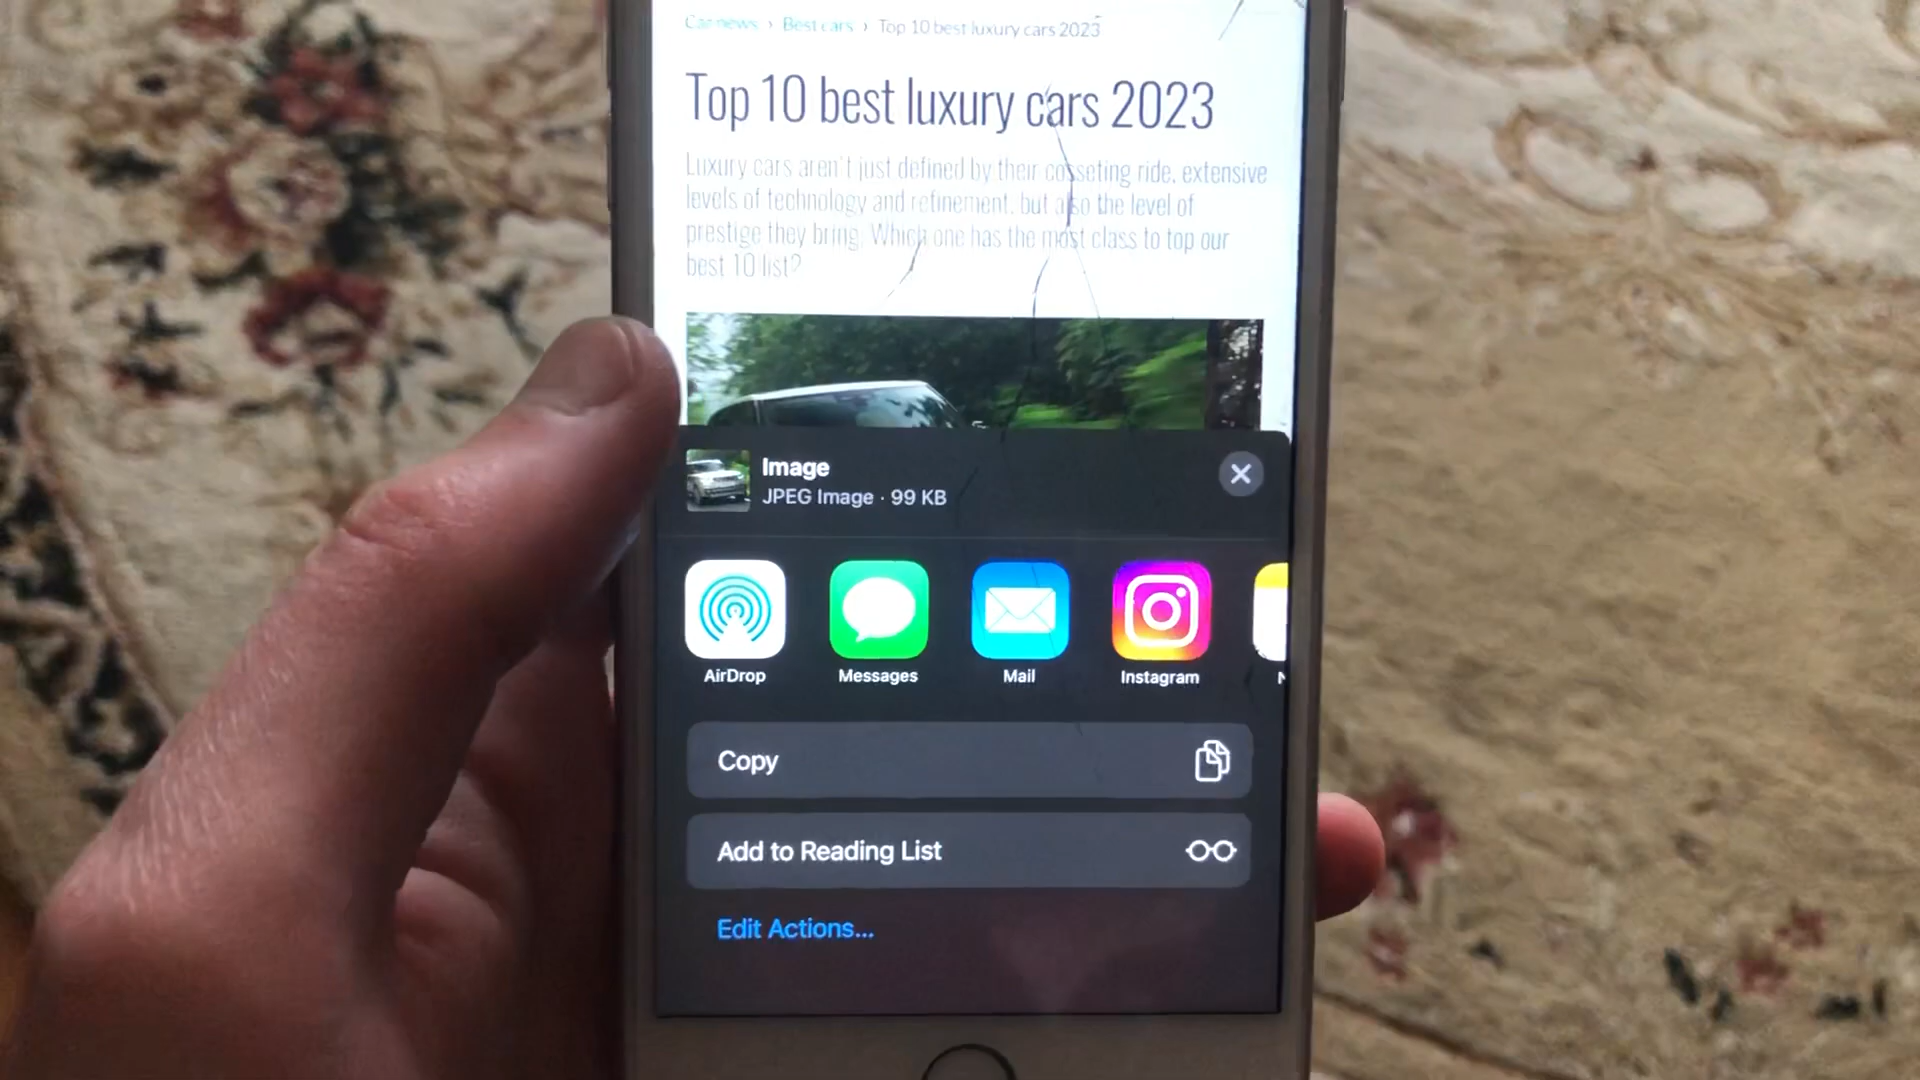 Car news › Best cars › Top 10 best luxury cars 2023
Top 10 best luxury cars 2023
Luxury cars aren't just defined by their cosseting ride, extensive
levels of technology and refinement, but also the level of
prestige they bring. Which one has the most class to top our
best 10 list?
Image
JPEG Image · 99 KB
AirDrop
Messages
Mail
Instagram
Copy
Add to Reading List
Edit Actions...